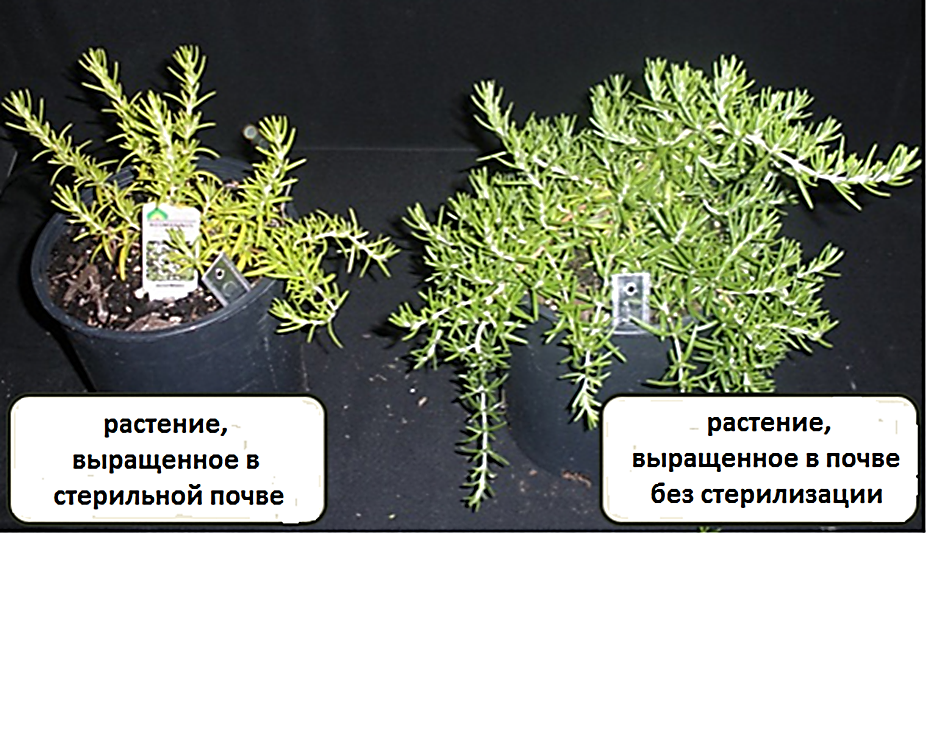 растение,
выращенное в
стерильной почве
растение,
выращенное в почве
без стерилизации